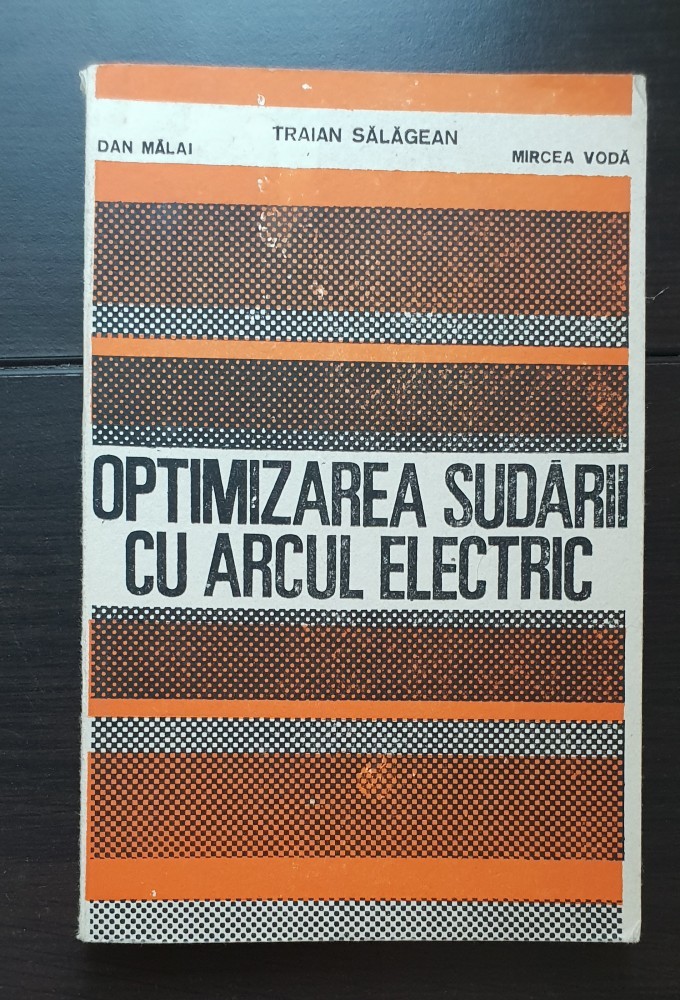 TRAIAN SĂLĂGEAN
DAN MĂLAI
MIRCEA VODĂ
OPTIMIZAREA SUDĂRII
CU ARCUL ELECTRIC